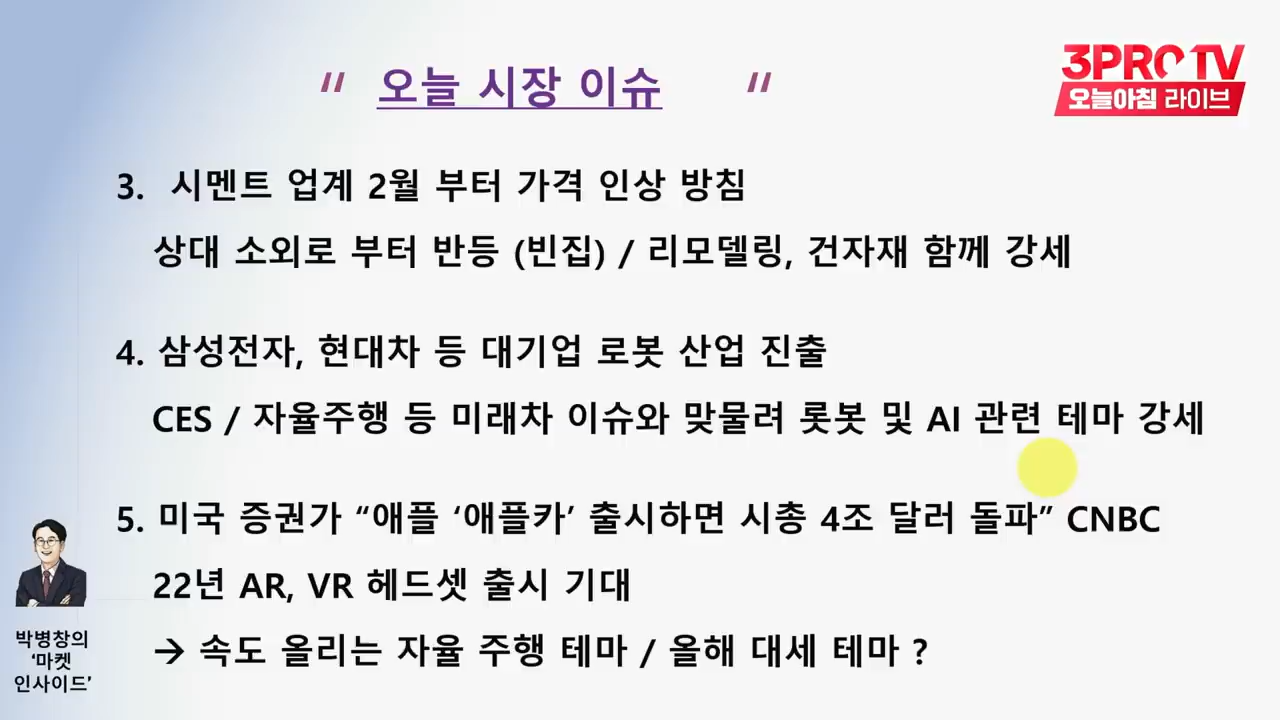 " 오늘 시장 이슈 "
3PRO TV
오늘아침 라이브
3. 시멘트 업계 2월 부터 가격 인상 방침
상대 소외로 부터 반등 (빈집) / 리모델링, 건자재 함께 강세
4. 삼성전자, 현대차 등 대기업 로봇 산업 진출
CES / 자율주행 등 미래차 이슈와 맞물려 롯봇 및 AI 관련 테마 강세
5. 미국 증권가 “애플 ‘애플카’ 출시하면 시총 4조 달러 돌파” CNBC
22년 AR, VR 헤드셋 출시 기대
→ 속도 올리는 자율 주행 테마 / 올해 대세 테마 ?
박병창의
‘마켓
인사이드’